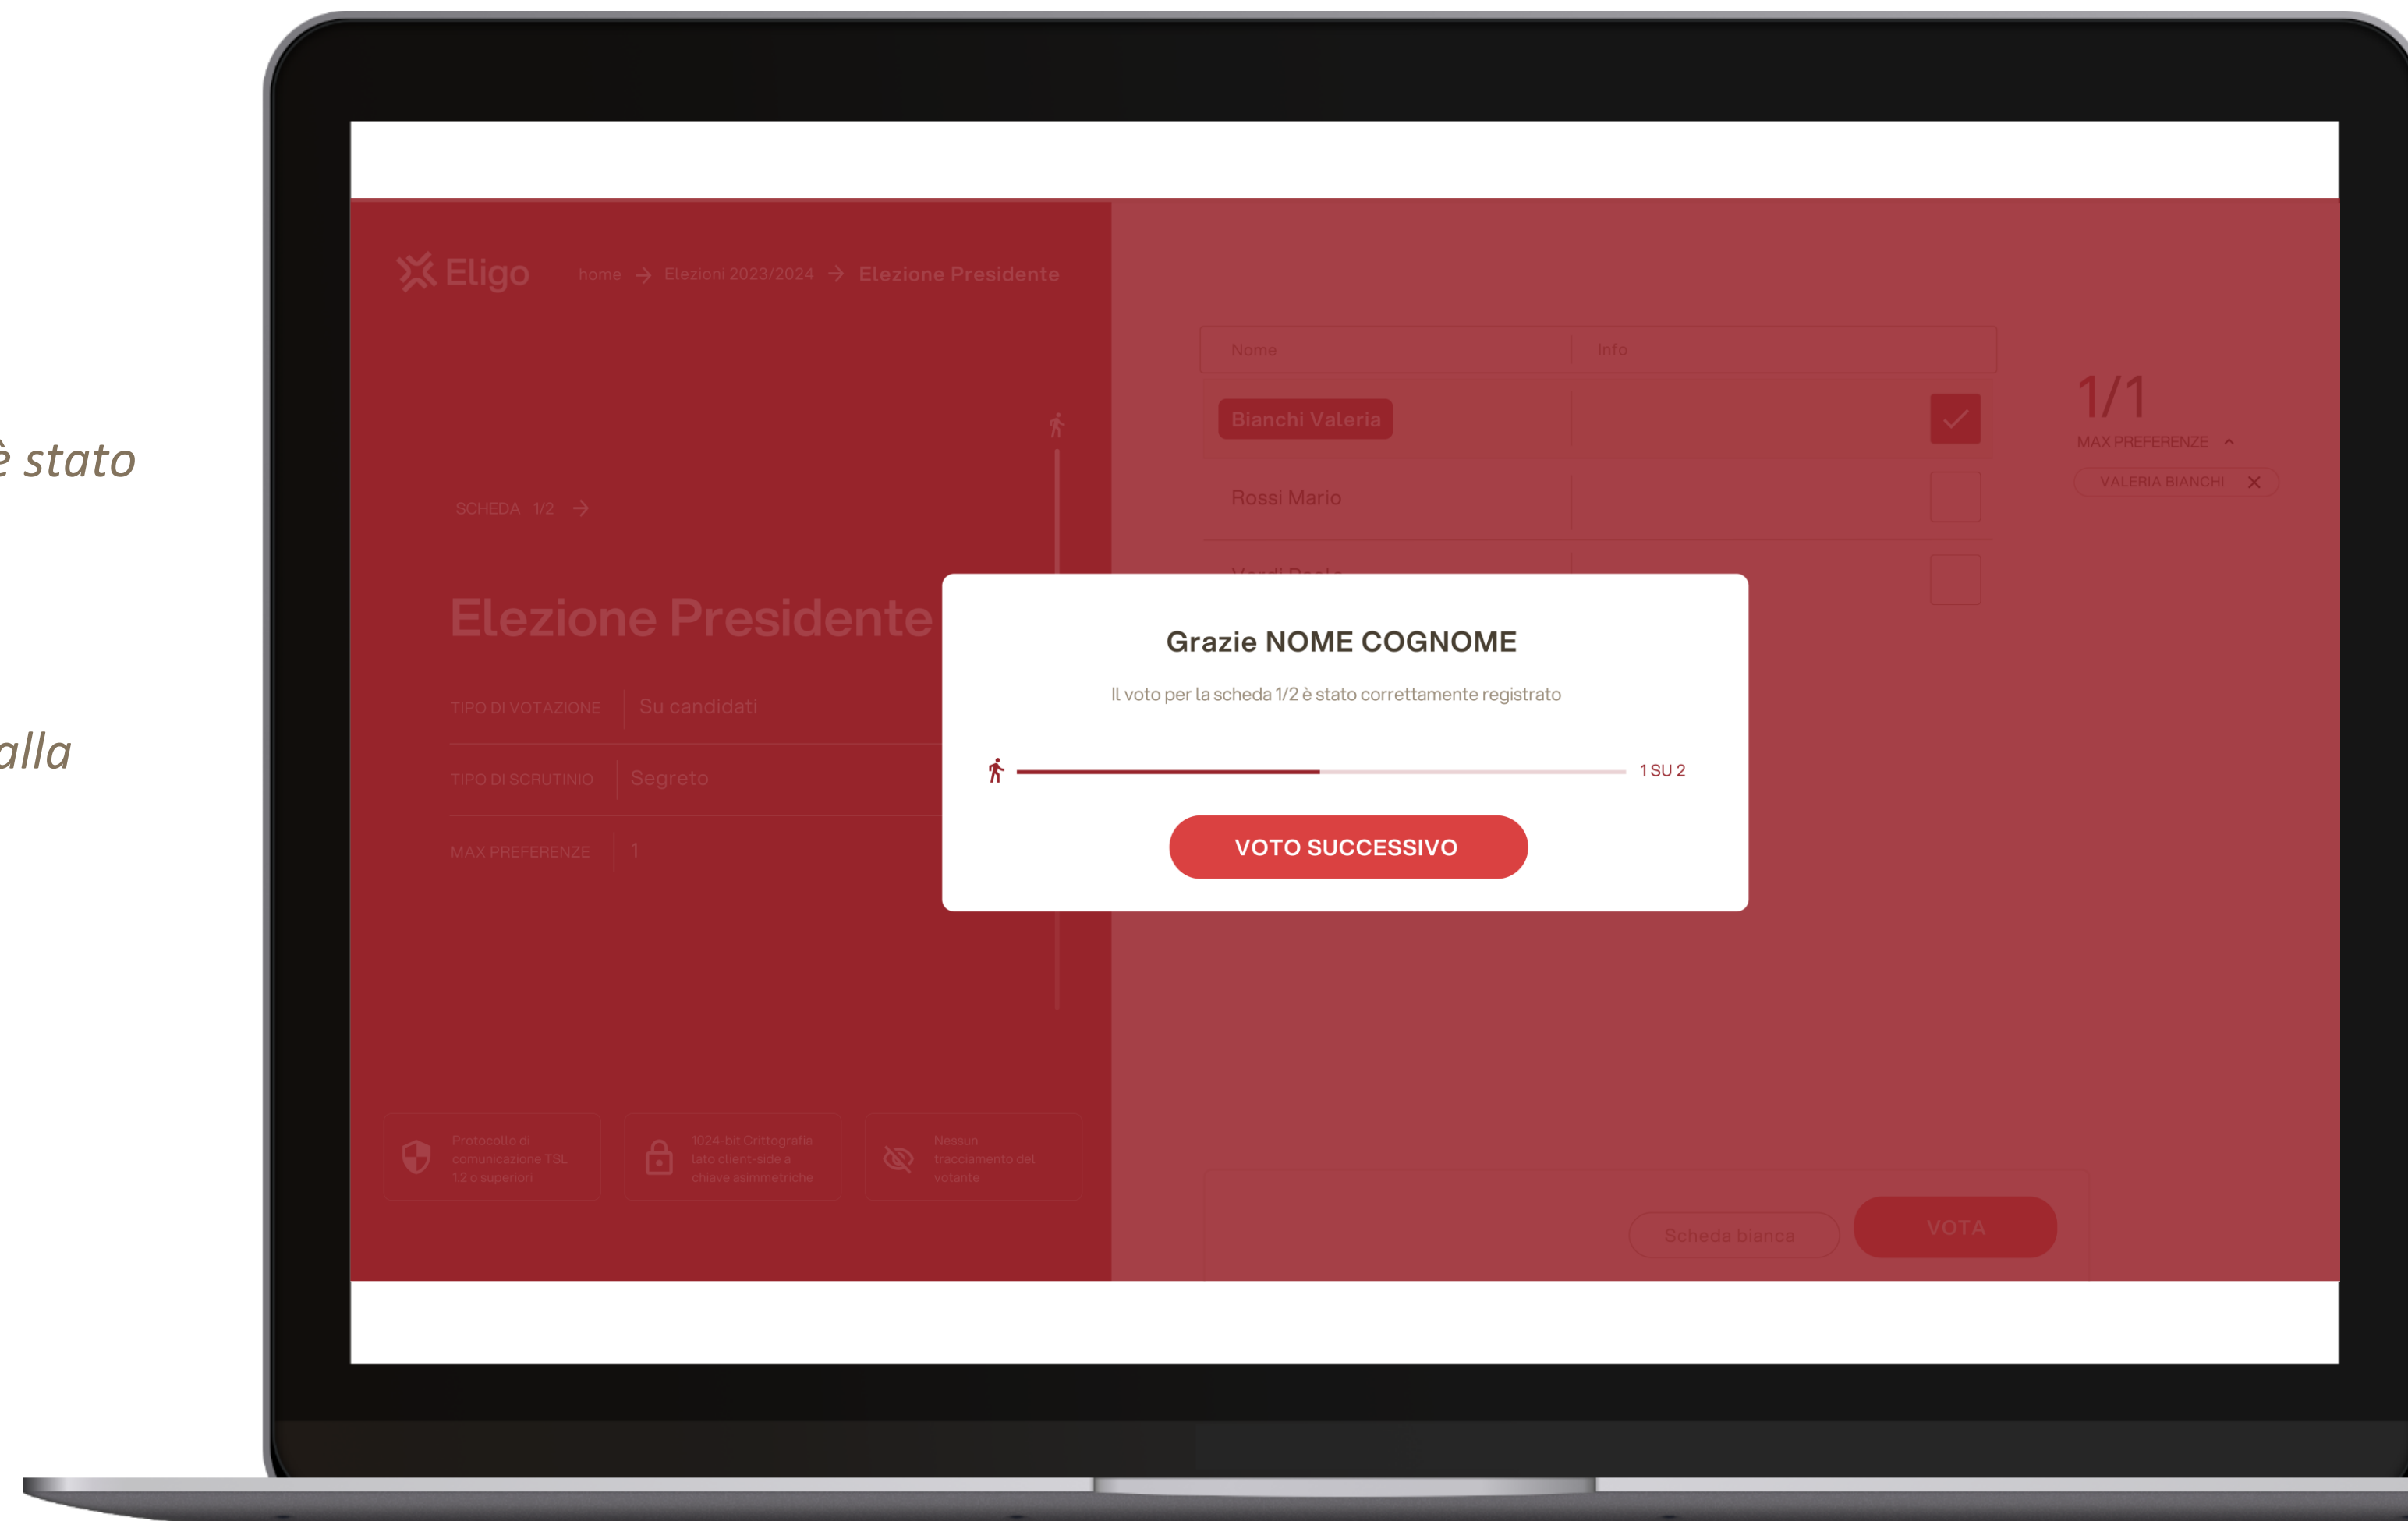 è stato
alla
Eligo
home → Elezioni 2023/2024 → Elezione Presidente
SCHEDA 1/2 →
Elezione Presidente
TIPO DI VOTAZIONE Su candidati
TIPO DI SCRUTINIO Segreto
MAX PREFERENZE 1
Protocollo di
comunicazione TSL
1.2 o superiori
1024-bit Crittografia
lato client-side a
chiave asimmetriche
Nessun
tracciamento del
votante
Nome Info
Bianchi Valeria
Rossi Mario
1/1
MAX PREFERENZE
VALERIA BIANCHI
Grazie NOME COGNOME
Il voto per la scheda 1/2 è stato correttamente registrato
1 SU 2
VOTO SUCCESSIVO
Scheda bianca
VOTA